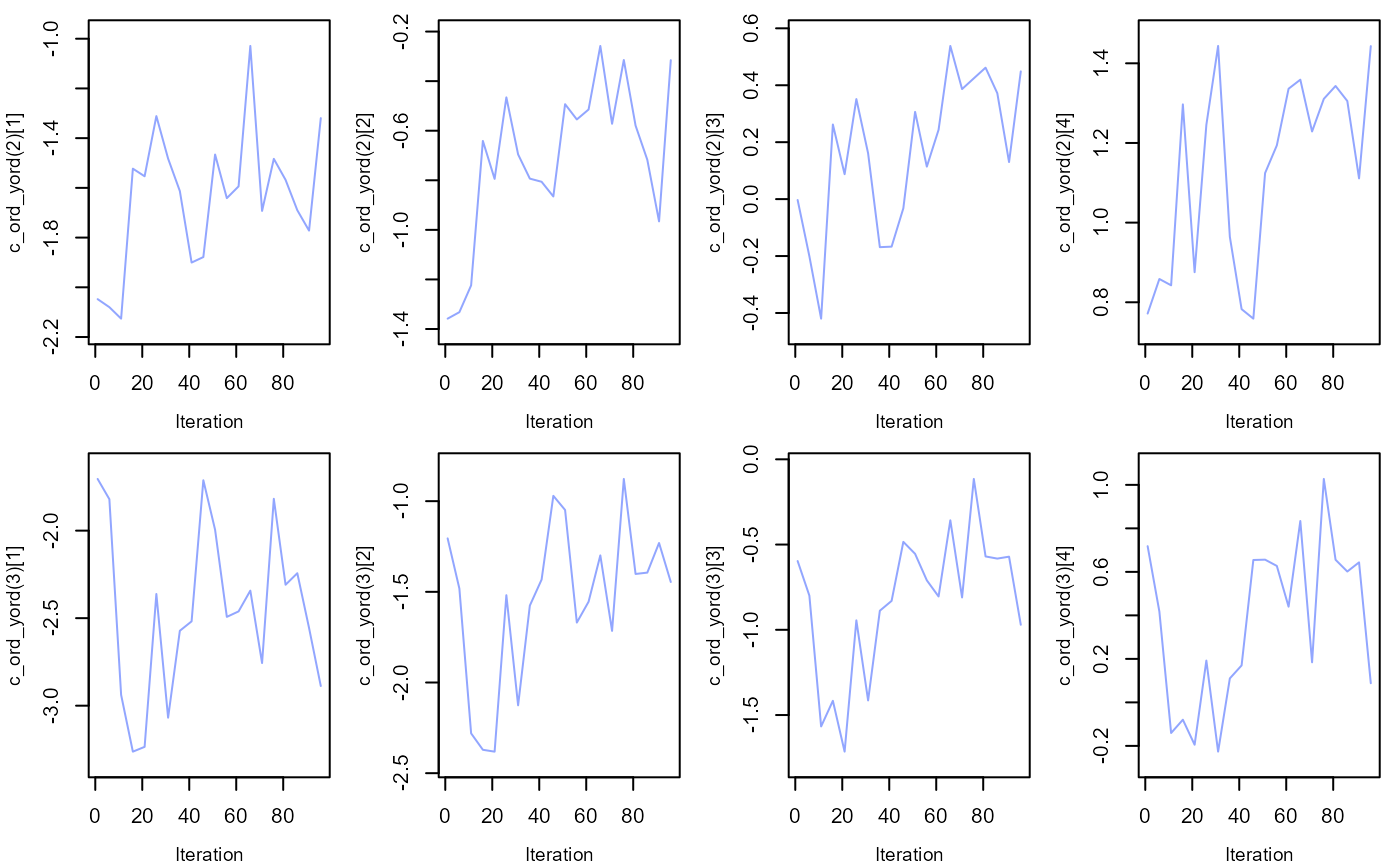 c_ord_yord(2)[1]
-1.0
-1.4
-1.8
-2.2
0 20 40 60 80
Iteration
c_ord_yord(2)[2]
-0.2
-0.6
-1.0
-1.4
0 20 40 60 80
Iteration
c_ord_yord(2)[3]
0.6
0.4
0.2
0.0
-0.2
-0.4
0 20 40 60 80
Iteration
c_ord_yord(2)[4]
1.4
1.2
1.0
0.8
0 20 40 60 80
Iteration
c_ord_yord(3)[1]
-2.0
-2.5
-3.0
0 20 40 60 80
Iteration
c_ord_yord(3)[2]
-1.0
-1.5
-2.0
-2.5
0 20 40 60 80
Iteration
c_ord_yord(3)[3]
0.0
-0.5
-1.0
-1.5
0 20 40 60 80
Iteration
c_ord_yord(3)[4]
1.0
0.6
0.2
-0.2
0 20 40 60 80
Iteration